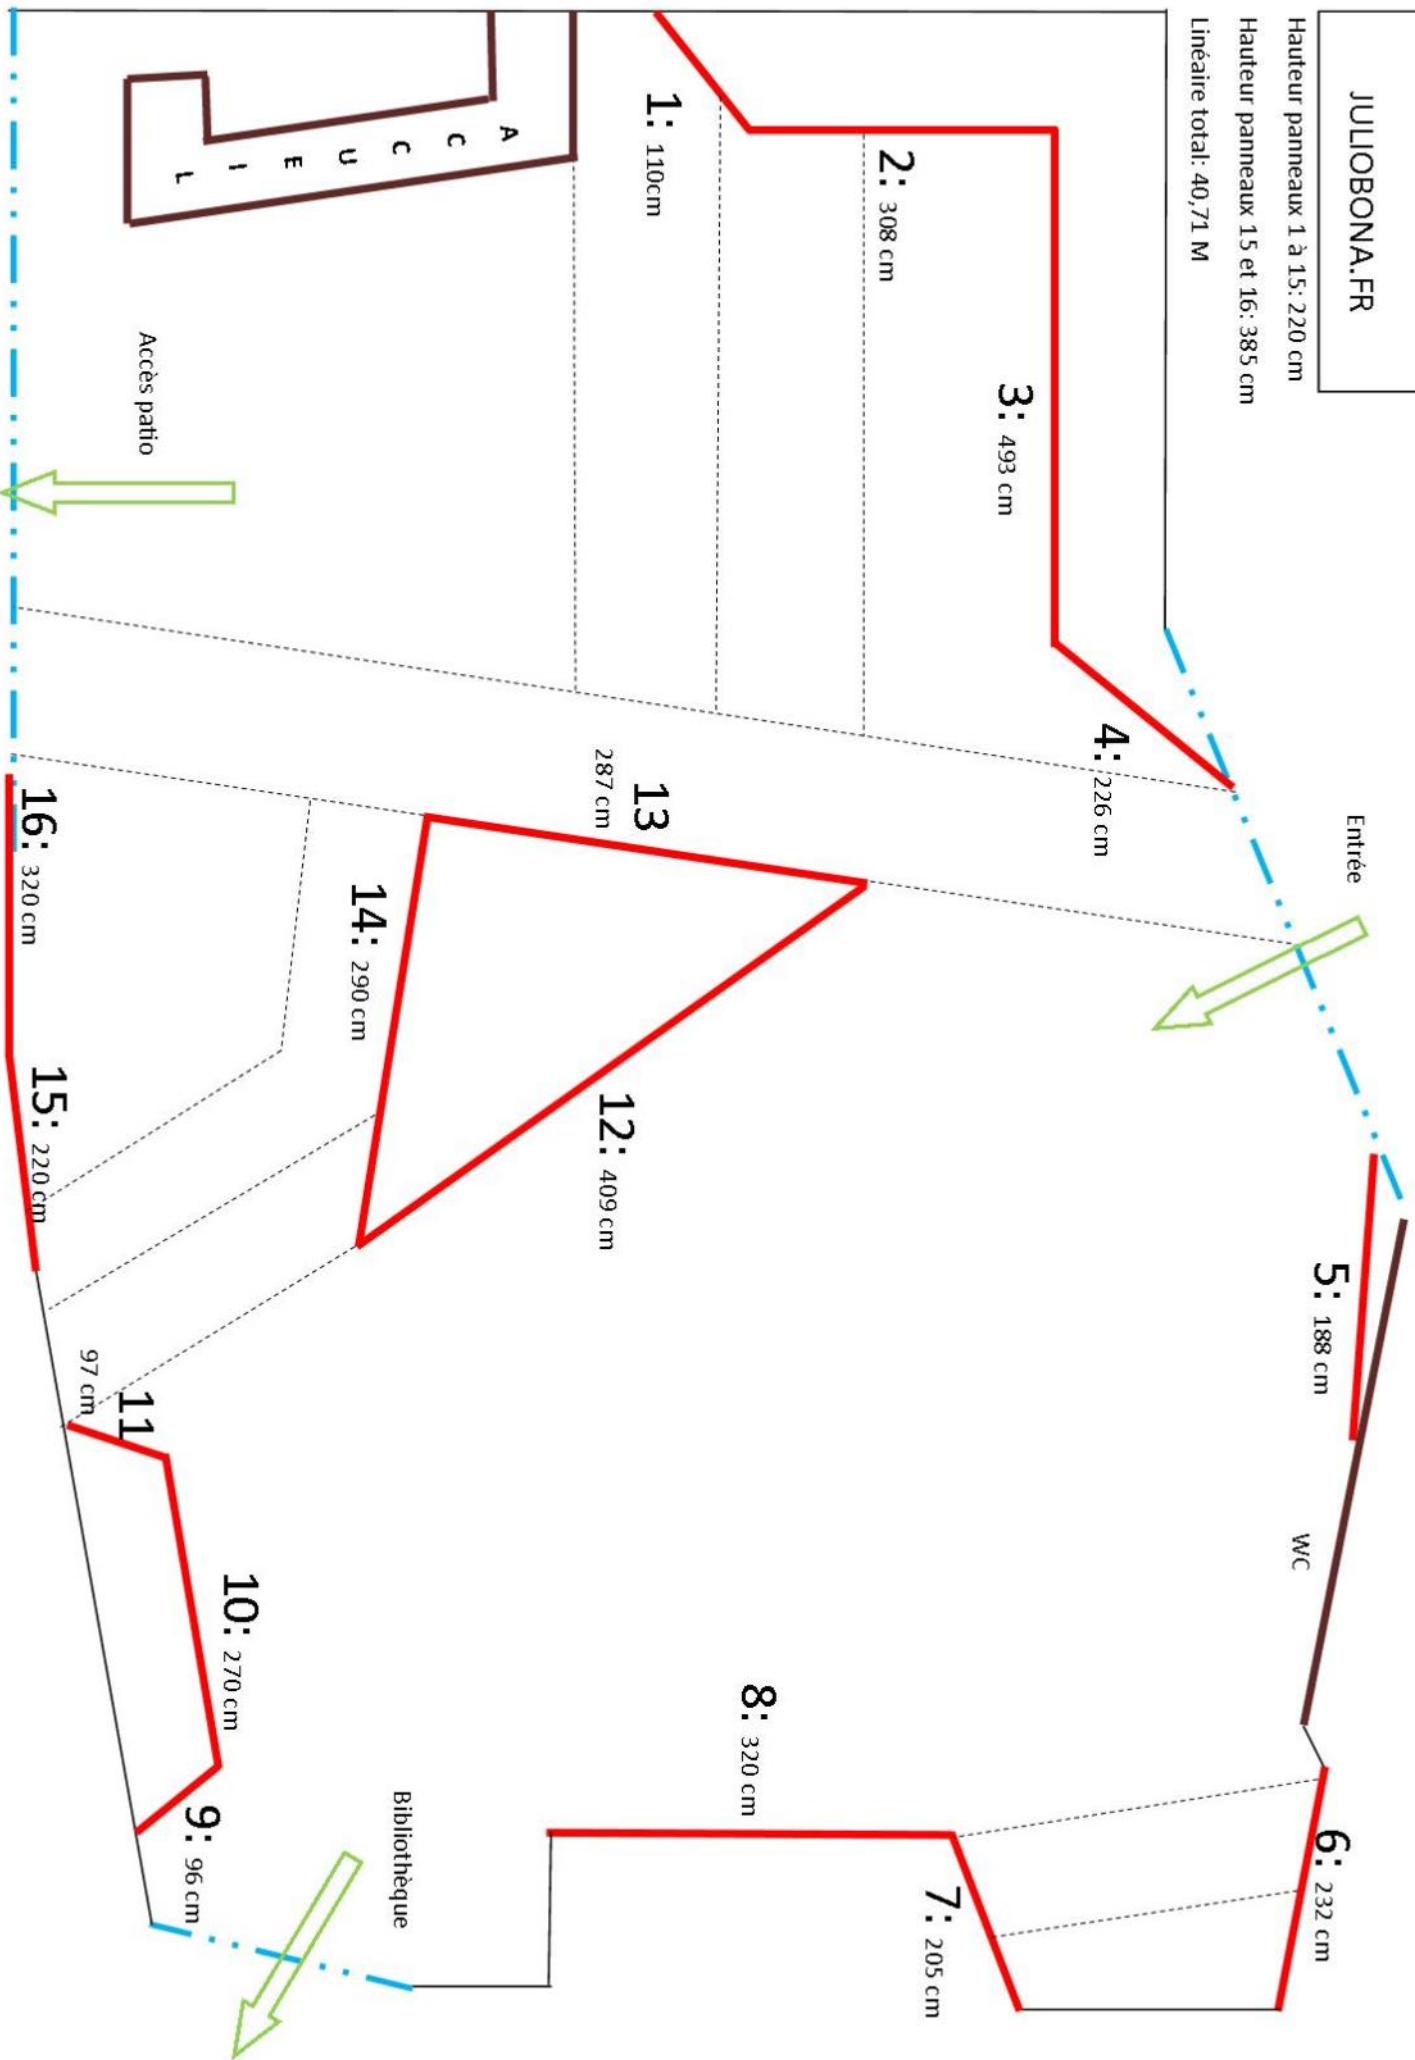 JULIOBONA.FR
Hauteur panneaux 1 à 15: 220 cm
Hauteur panneaux 15 et 16: 385 cm
Linéaire total: 40,71 M
Entrée
5: 188 cm
WC
6: 232 cm
4: 226 cm
3: 493 cm
2: 308 cm
1: 110cm
7: 205 cm
8: 320 cm
13
287 cm
12: 409 cm
14: 290 cm
ACCUEIL
Accès patio
Bibliothèque
10: 270 cm
9: 96 cm
11
97 cm
15: 220 cm
16: 320 cm